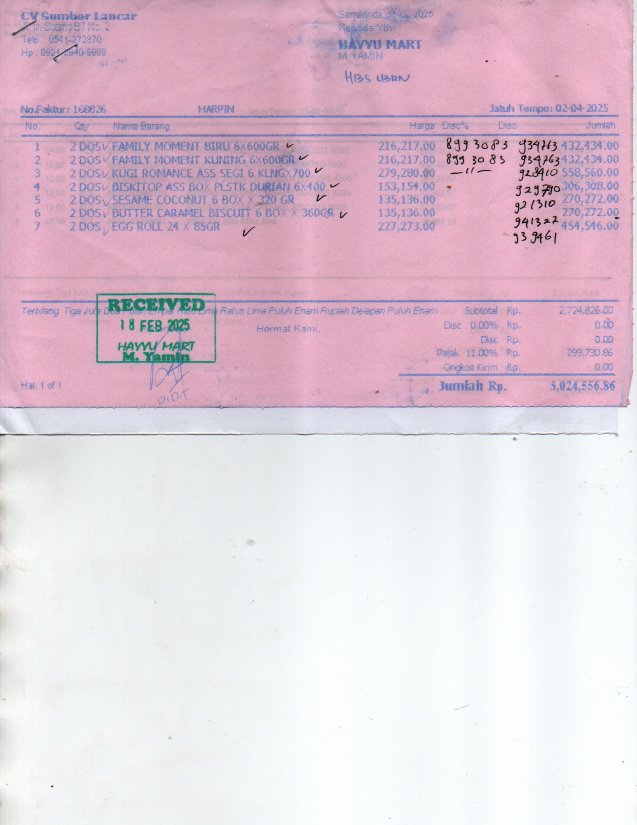 CV Sumber Lancar
Telp : 0541-272870
Hp :
Samarinda, 2025
Kepada Yth
HAYYU MART
M. YAMIN
No.Faktur: 160826 HARPIN Jatuh Tempo: 02-04-2025
No. Qty Nama Barang Harga Disc% Disc Jumlah
1 2 DOS FAMILY MOMENT BIRU 6X600GR 216,217.00 8993083 934763 432,434.00
2 2 DOS FAMILY MOMENT KUNING 6X600GR 216,217.00 8993083 934763 432,434.00
3 2 DOS KUGI ROMANCE ASS SEGI 6 KLNGX700 279,280.00 —11— 928410 558,560.00
4 2 DOS BISKITOP ASS BOX PLSTK DURIAN 6X400 153,154.00 306,308.00
5 2 DOS SESAME COCONUT 6 BOX X 320 GR 135,136.00 921310 270,272.00
6 2 DOS BUTTER CARAMEL BISCUIT 6 BOX X 360GR 135,136.00 941322 270,272.00
7 2 DOS EGG ROLL 24 X 85GR 227,273.00 939461 454,546.00
Terbilang: Tiga Juta Dua Puluh Empat Ribu Lima Ratus Lima Puluh Enam Rupiah Delapan Puluh Enam
Subtotal Rp. 2,724,826.00
Disc 0.00% Rp. 0.00
Disc Rp. 0.00
Pajak 11.00% Rp. 299,730.86
Ongkos Kirim Rp. 0.00
Jumlah Rp. 3,024,556.86
Hormat Kami,
RECEIVED
18 FEB 2025
HAYYU MART
M. Yamin
Hal. 1 of 1